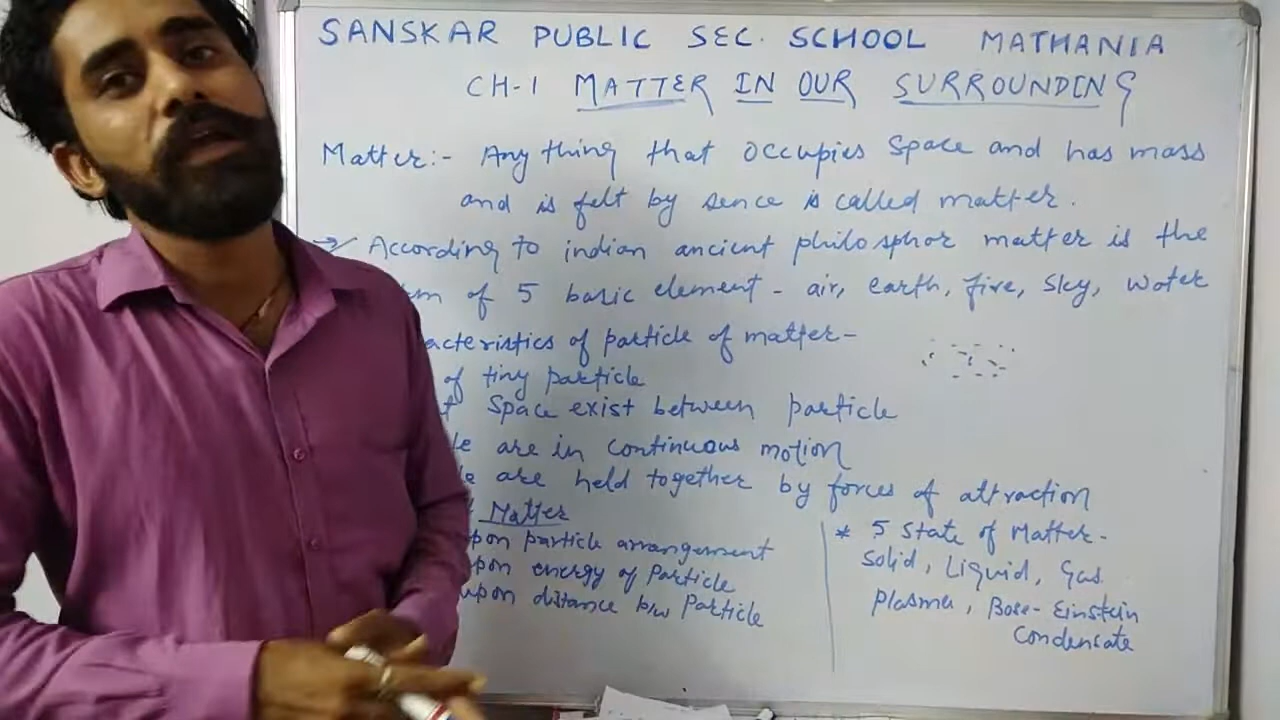 SANSKAR PUBLIC SEC. SCHOOL MATHANIA
CH-1 MATTER IN OUR SURROUNDING
Matter:- Any thing that occupies space and has mass
and is felt by sence is called matter.
→ According to indian ancient philosphor matter is the
of 5 basic element - air, earth, fire, sky, water
acteristics of particle of matter-
of tiny particle
space exist between particle
le are in continuous motion
le are held together by forces of attraction
Matter
pon particle arrangement
pon energy of Particle
upon distance b/w Particle
* 5 State of Matter-
Solid, Liquid, Gas
Plasma, Bose-Einstein
Condensate